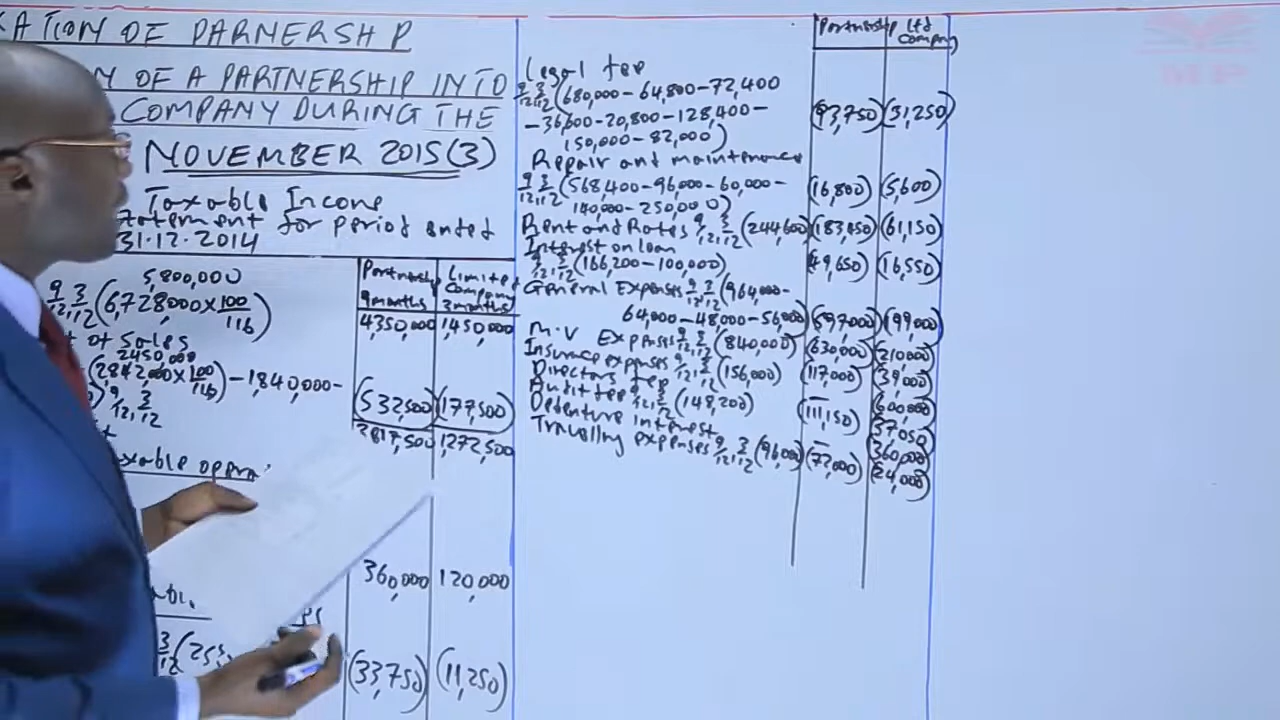 ATION OF PARNERSHIP
OF A PARTNERSHIP INTO
COMPANY DURING THE
NOVEMBER 2015(3)
Taxable Income
Statement for period ended
31.12.2014
Partnership 9 months Limited Company 3 months
5,800,000
9/12, 3/12 (6,728,000 x 100/116) 4,350,000 1,450,000
t of Sales
2450,000
(2842,000 x 100/116) - 1,840,000 -
) 9/12, 3/12 (532,500) (177,500)
3817,500 1,272,500
xable opera
360,000 120,000
3/12 (33,750) (11,250)
Partnership Ltd Company
Legal fee
9/12, 3/12 (680,000 - 64,800 - 72,400
- 36,600 - 20,800 - 128,400 - (93,750) (31,250)
150,000 - 82,000)
Repair and maintenance
9/12, 3/12 (568,400 - 96,000 - 60,000 - (16,800) (5,600)
140,000 - 250,000)
Rent and Rates 9/12, 3/12 (244,600) (183,450) (61,150)
Interest on loan
9/12, 3/12 (166,200 - 100,000) (49,650) (16,550)
General Expenses 9/12, 3/12 (964,000 -
64,000 - 48,000 - 56,000) (597,000) (199,000)
M.V Expenses 9/12, 3/12 (840,000) (630,000) (210,000)
Insurance expenses 9/12, 3/12 (156,000) (117,000) (39,000)
Directors fee – (600,000)
Audit fee 9/12, 3/12 (148,200) (111,150) (37,050)
Debenture interest – (360,000)
Travelling expenses 9/12, 3/12 (96,000) (72,000) (24,000)